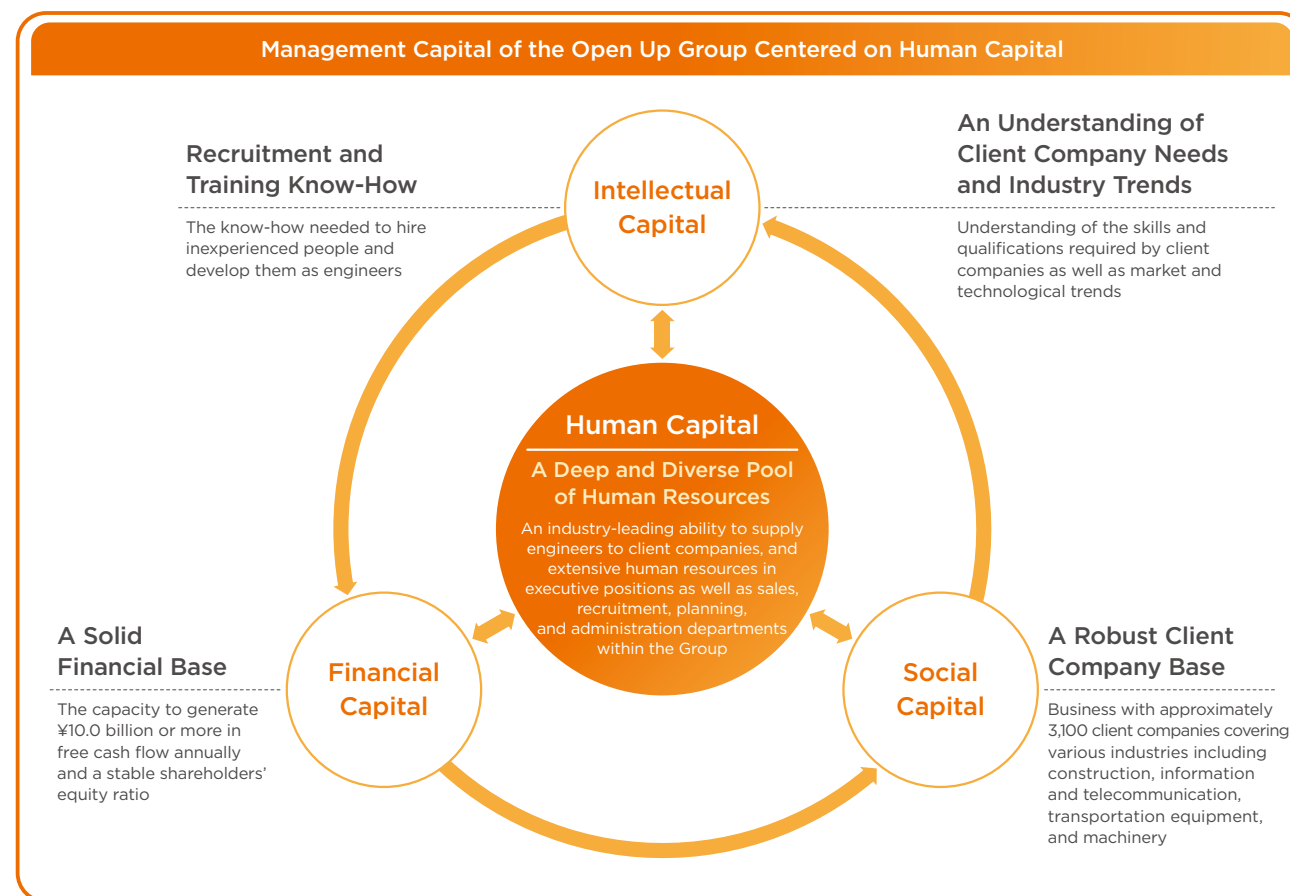 Management Capital of the Open Up Group Centered on Human Capital
Recruitment and
Training Know-How
The know-how needed to hire
inexperienced people and
develop them as engineers
Intellectual
Capital
An Understanding of
Client Company Needs
and Industry Trends
Understanding of the skills and
qualifications required by client
companies as well as market and
technological trends
Human Capital
A Deep and Diverse Pool
of Human Resources
An industry-leading ability to supply
engineers to client companies, and
extensive human resources in
executive positions as well as sales,
recruitment, planning,
and administration departments
within the Group
A Solid
Financial Base
The capacity to generate
¥10.0 billion or more in
free cash flow annually
and a stable shareholders’
equity ratio
Financial
Capital
Social
Capital
A Robust Client
Company Base
Business with approximately
3,100 client companies covering
various industries including
construction, information
and telecommunication,
transportation equipment,
and machinery